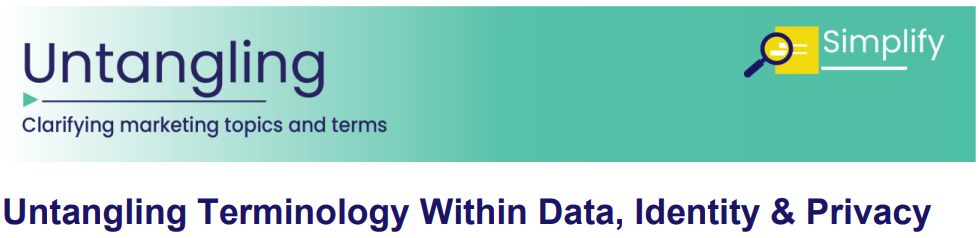 Untangling
Simplify
Clarifying marketing topics and terms
Untangling Terminology Within Data, Identity & Privacy